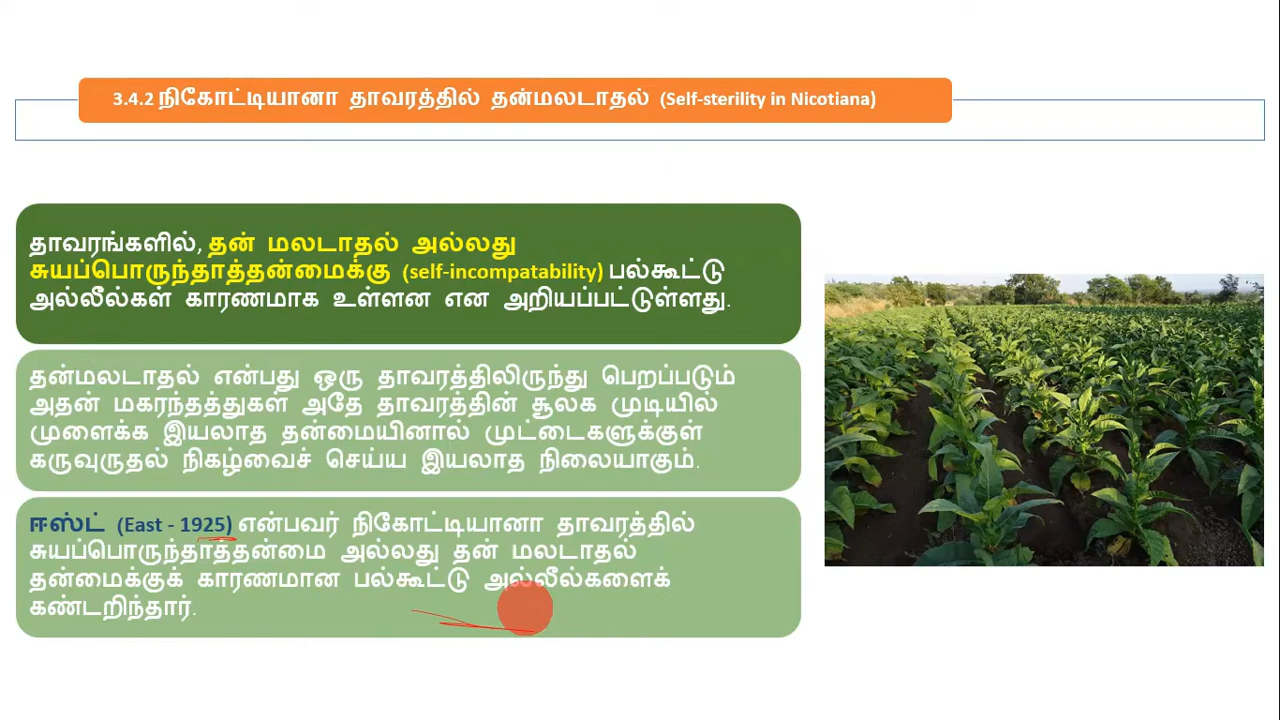 3.4.2 நிகோட்டியானா தாவரத்தில் தன்மலடாதல் (Self-sterility in Nicotiana)
தாவரங்களில், தன் மலடாதல் அல்லது
சுயப்பொருந்தாத்தன்மைக்கு (self-incompatability) பல்கூட்டு
அல்லீல்கள் காரணமாக உள்ளன என அறியப்பட்டுள்ளது.
தன்மலடாதல் என்பது ஒரு தாவரத்திலிருந்து பெறப்படும்
அதன் மகரந்தத்துகள் அதே தாவரத்தின் சூலக முடியில்
முளைக்க இயலாத தன்மையினால் முட்டைகளுக்குள்
கருவுருதல் நிகழ்வைச் செய்ய இயலாத நிலையாகும்.
ஈஸ்ட் (East - 1925) என்பவர் நிகோட்டியானா தாவரத்தில்
சுயப்பொருந்தாத்தன்மை அல்லது தன் மலடாதல்
தன்மைக்குக் காரணமான பல்கூட்டு அல்லீல்களைக்
கண்டறிந்தார்.